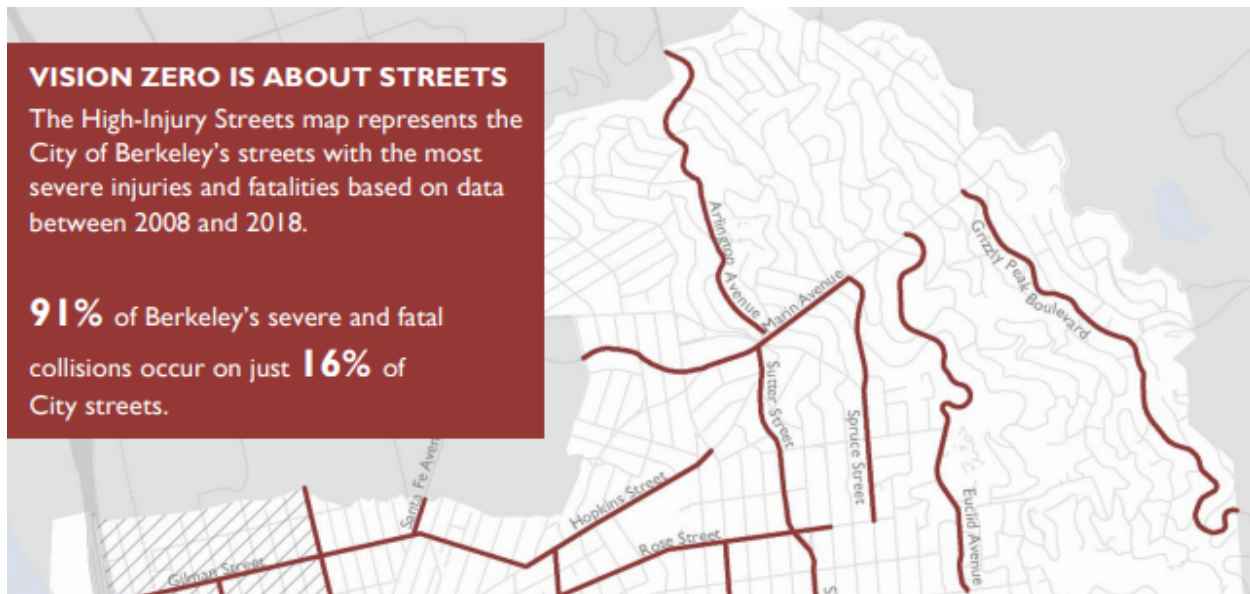 VISION ZERO IS ABOUT STREETS
The High-Injury Streets map represents the
City of Berkeley's streets with the most
severe injuries and fatalities based on data
between 2008 and 2018.
91% of Berkeley's severe and fatal
collisions occur on just 16% of
City streets.
Arlington Avenue
Marin Avenue
Grizzly Peak Boulevard
Sutter Street
Spruce Street
Euclid Avenue
Santa Fe Aven
Hopkins Street
Rose Street
Gilman Street
S